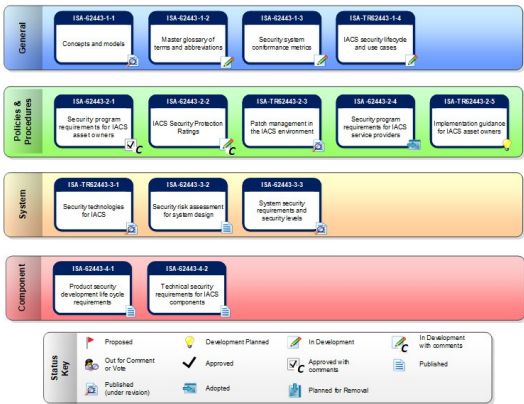 General
ISA-62443-1-1
Concepts and models
ISA-62443-1-2
Master glossary of
terms and abbreviations
ISA-62443-1-3
Security system
conformance metrics
ISA-TR62443-1-4
IACS security lifecycle
and use cases
Policies &
Procedures
ISA-62443-2-1
Security program
requirements for IACS
asset owners
C
ISA-62443-2-2
IACS Security Protection
Ratings
C
ISA-TR62443-2-3
Patch management in
the IACS environment
ISA-62443-2-4
Security program
requirements for IACS
service providers
ISA-TR62443-2-5
Implementation guidance
for IACS asset owners
System
ISA-TR62443-3-1
Security technologies
for IACS
ISA-62443-3-2
Security risk assessment
for system design
ISA-62443-3-3
System security
requirements and
security levels
Component
ISA-62443-4-1
Product security
development life cycle
requirements
ISA-62443-4-2
Technical security
requirements for IACS
components
Status
Key
Proposed
Development Planned
In Development
C
In Development
with comments
Out for Comment
or Vote
Approved
C
Approved with
comments
Published
Published
(under revision)
Adopted
Planned for Removal